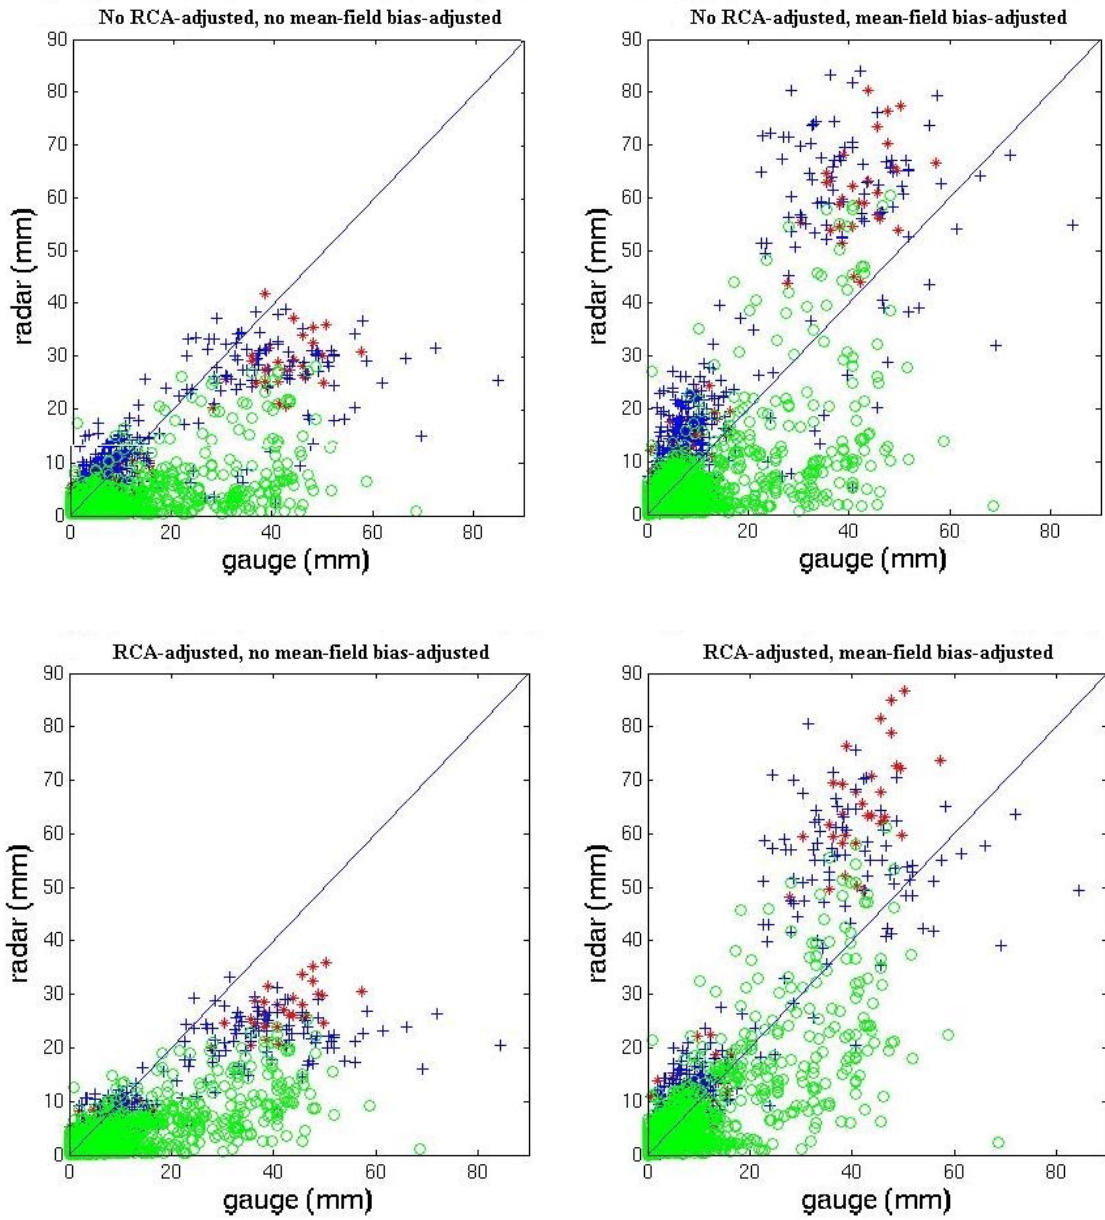 No RCA-adjusted, no mean-field bias-adjusted
90
80
70
60
50
40
30
20
10
0
radar (mm)
0 20 40 60 80
gauge (mm)
No RCA-adjusted, mean-field bias-adjusted
90
80
70
60
50
40
30
20
10
0
radar (mm)
0 20 40 60 80
gauge (mm)
RCA-adjusted, no mean-field bias-adjusted
90
80
70
60
50
40
30
20
10
0
radar (mm)
0 20 40 60 80
gauge (mm)
RCA-adjusted, mean-field bias-adjusted
90
80
70
60
50
40
30
20
10
0
radar (mm)
0 20 40 60 80
gauge (mm)